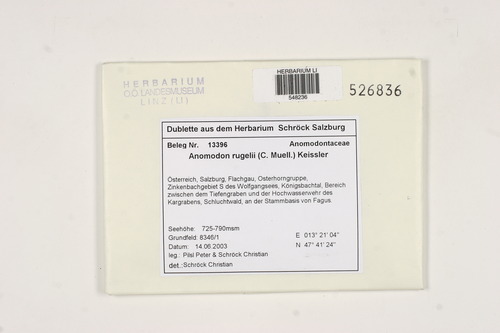 HERBARIUM
O.Ö. LANDESMUSEUM
LINZ/UI
HERBARIUM LI
548236
526836
Dublette aus dem Herbarium Schröck Salzburg
Beleg Nr. 13396 Anomodontaceae
Anomodon rugelii (C. Muell.) Keissler
Österreich, Salzburg, Flachgau, Osterhorngruppe,
Zinkenbachgebiet S des Wolfgangsees, Königsbachtal, Bereich
zwischen dem Tiefengraben und der Hochwasserwehr des
Kargrabens, Schluchtwald, an der Stammbasis von Fagus
Seehöhe: 725-790msm E 013° 21' 04"
Grundfeld: 8346/1
Datum: 14.06.2003 N 47° 41' 24"
leg.: Pilsl Peter & Schröck Christian
det.: Schröck Christian